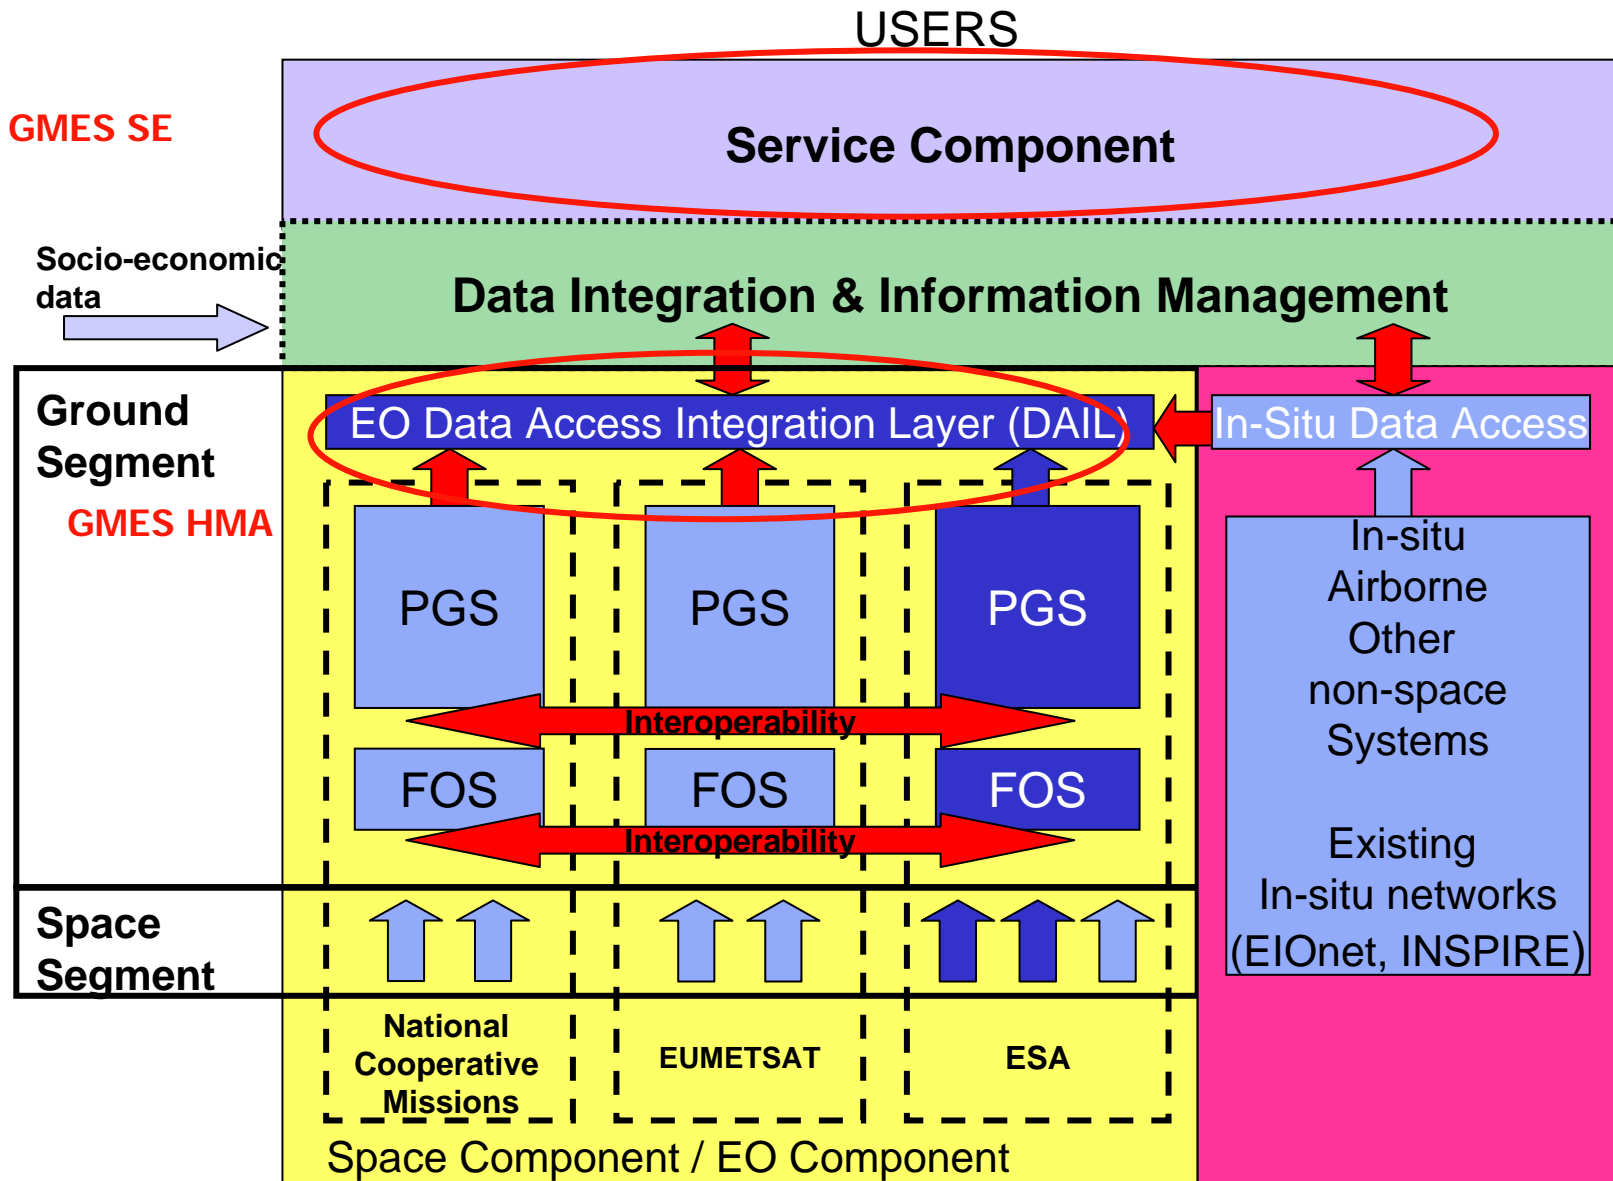 USERS
GMES SE
Service Component
Socio-economic
data
Data Integration & Information Management
Ground
Segment
GMES HMA
EO Data Access Integration Layer (DAIL)
In-Situ Data Access
PGS
PGS
PGS
Interoperability
FOS
FOS
FOS
Interoperability
In-situ
Airborne
Other
non-space
Systems
Existing
In-situ networks
(EIOnet, INSPIRE)
Space
Segment
National
Cooperative
Missions
EUMETSAT
ESA
Space Component / EO Component